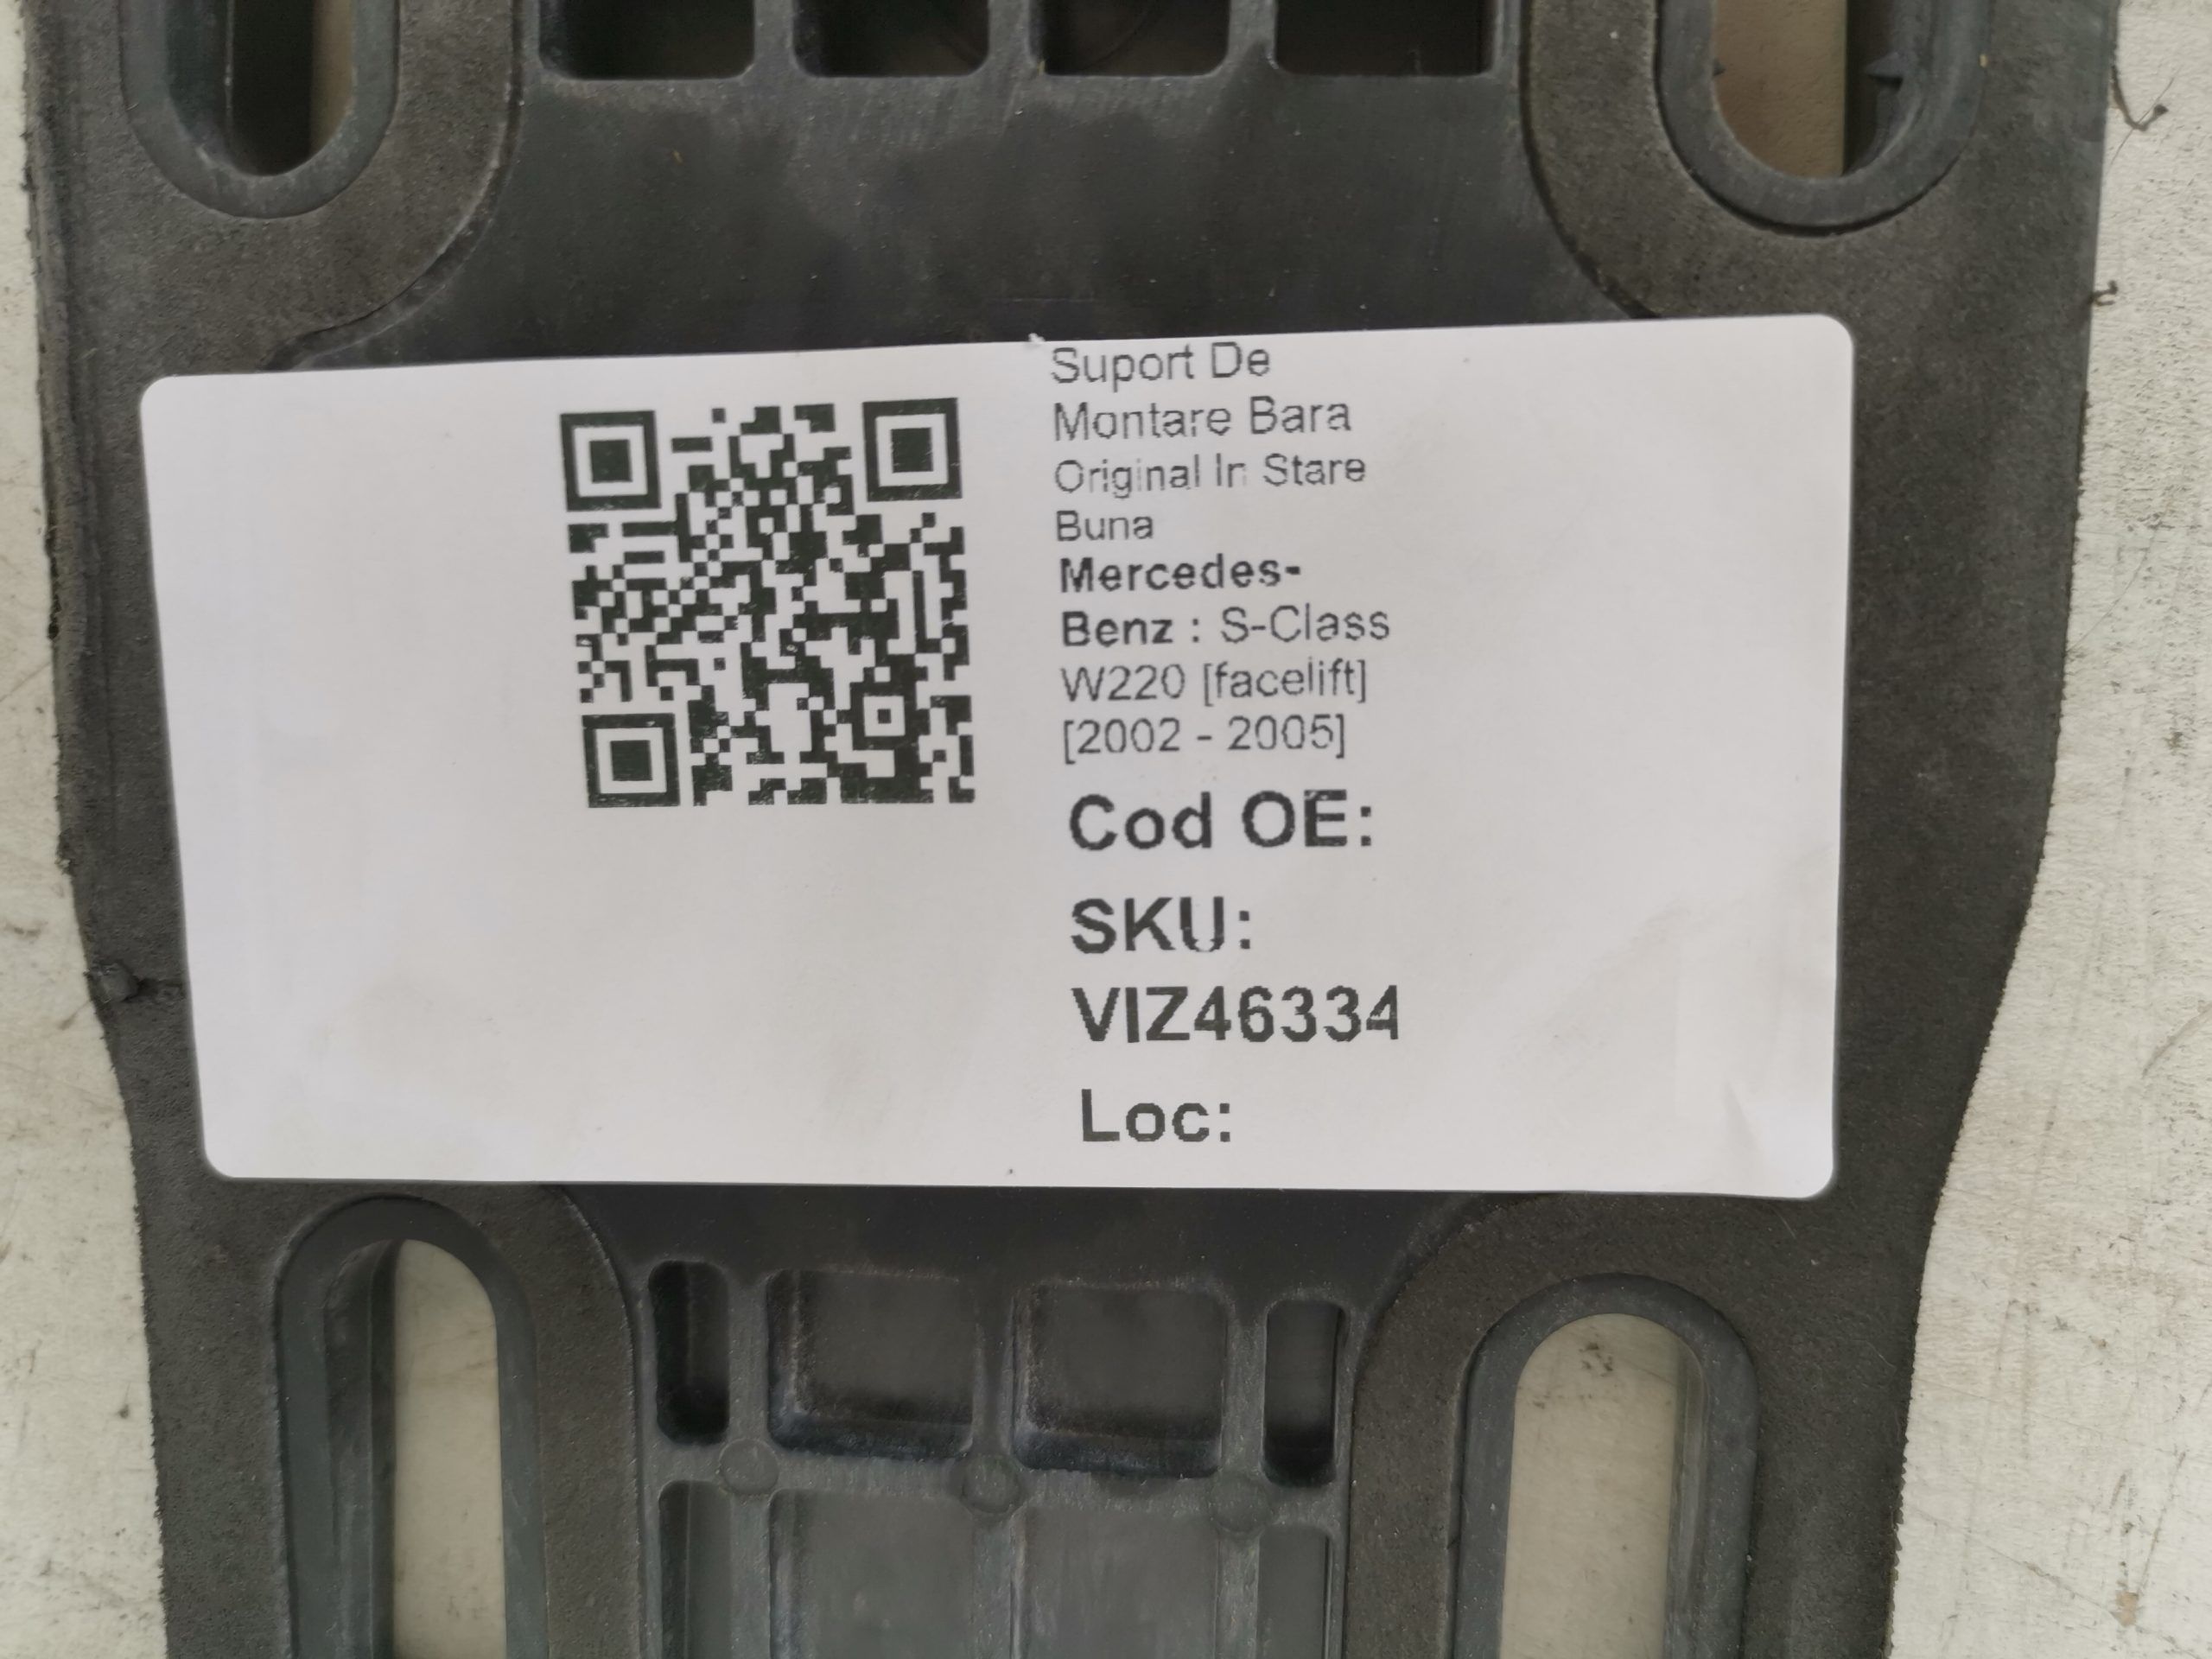 Suport De
Montare Bara
Original In Stare
Buna
Mercedes-
Benz : S-Class
W220 [facelift]
[2002 - 2005]
Cod OE:
SKU:
VIZ46334
Loc: